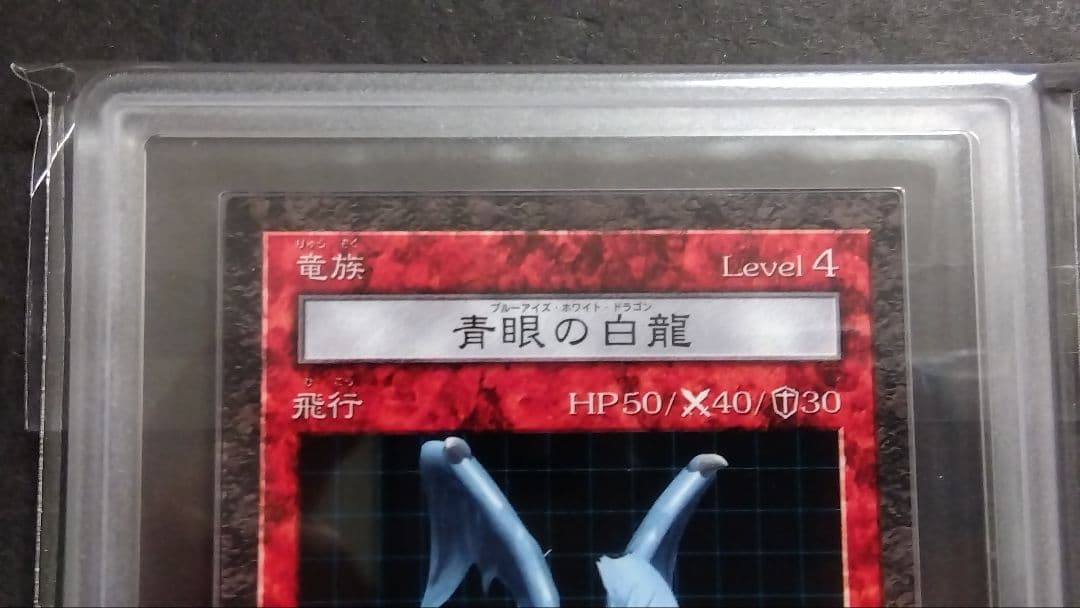 りゅう ぞく
竜族 Level 4
ブルーアイズ・ホワイト・ドラゴン
青眼の白龍
ひ こう
飛行 HP50/40/30